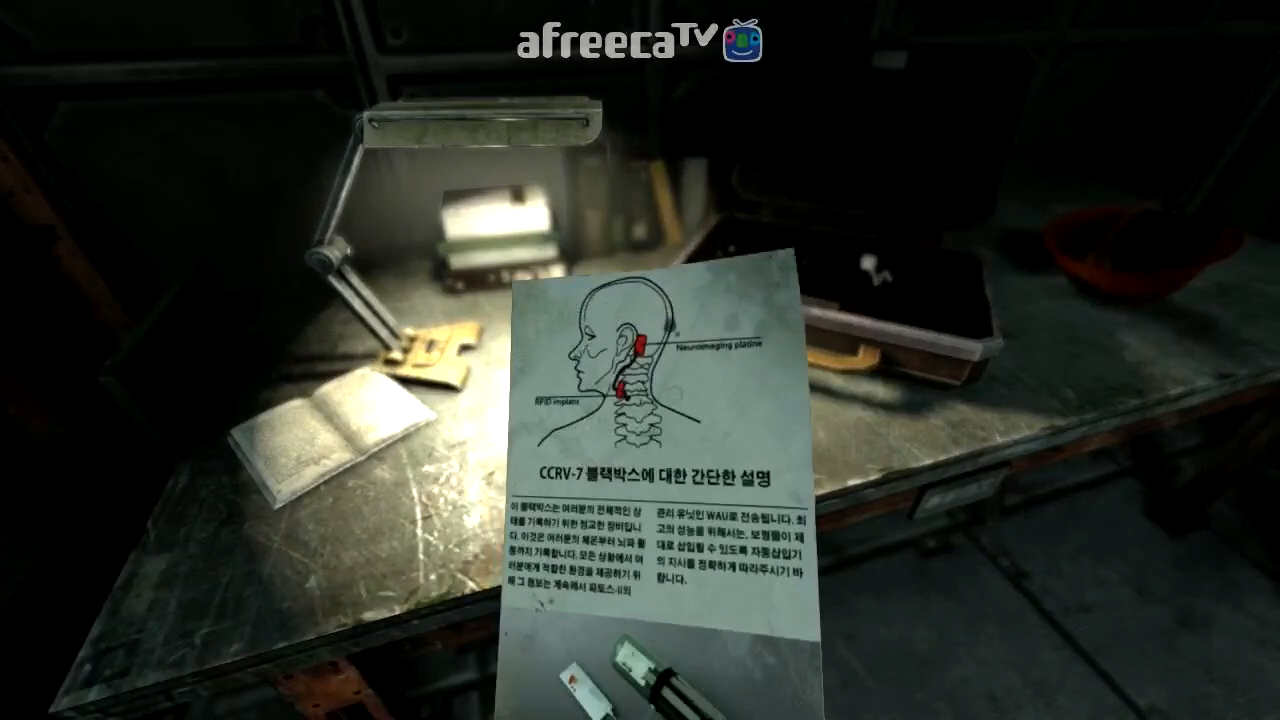 afreecaTV
Neuroimaging platine
RFID implant
CCRV-7 블랙박스에 대한 간단한 설명
이 블랙박스는 여러분의 전체적인 상
태를 기록하기 위한 정교한 장비입니
다. 이것은 여러분의 체온부터 뇌파 활
동까지 기록합니다. 모든 상황에서 여
러분에게 적합한 환경을 제공하기 위
해 그 정보는 계속해서 파토스-II의
관리 유닛인 WAU로 전송됩니다. 최
고의 성능을 위해서는, 보형물이 제
대로 삽입될 수 있도록 자동삽입기
의 지시를 정확하게 따라주시기 바
랍니다.